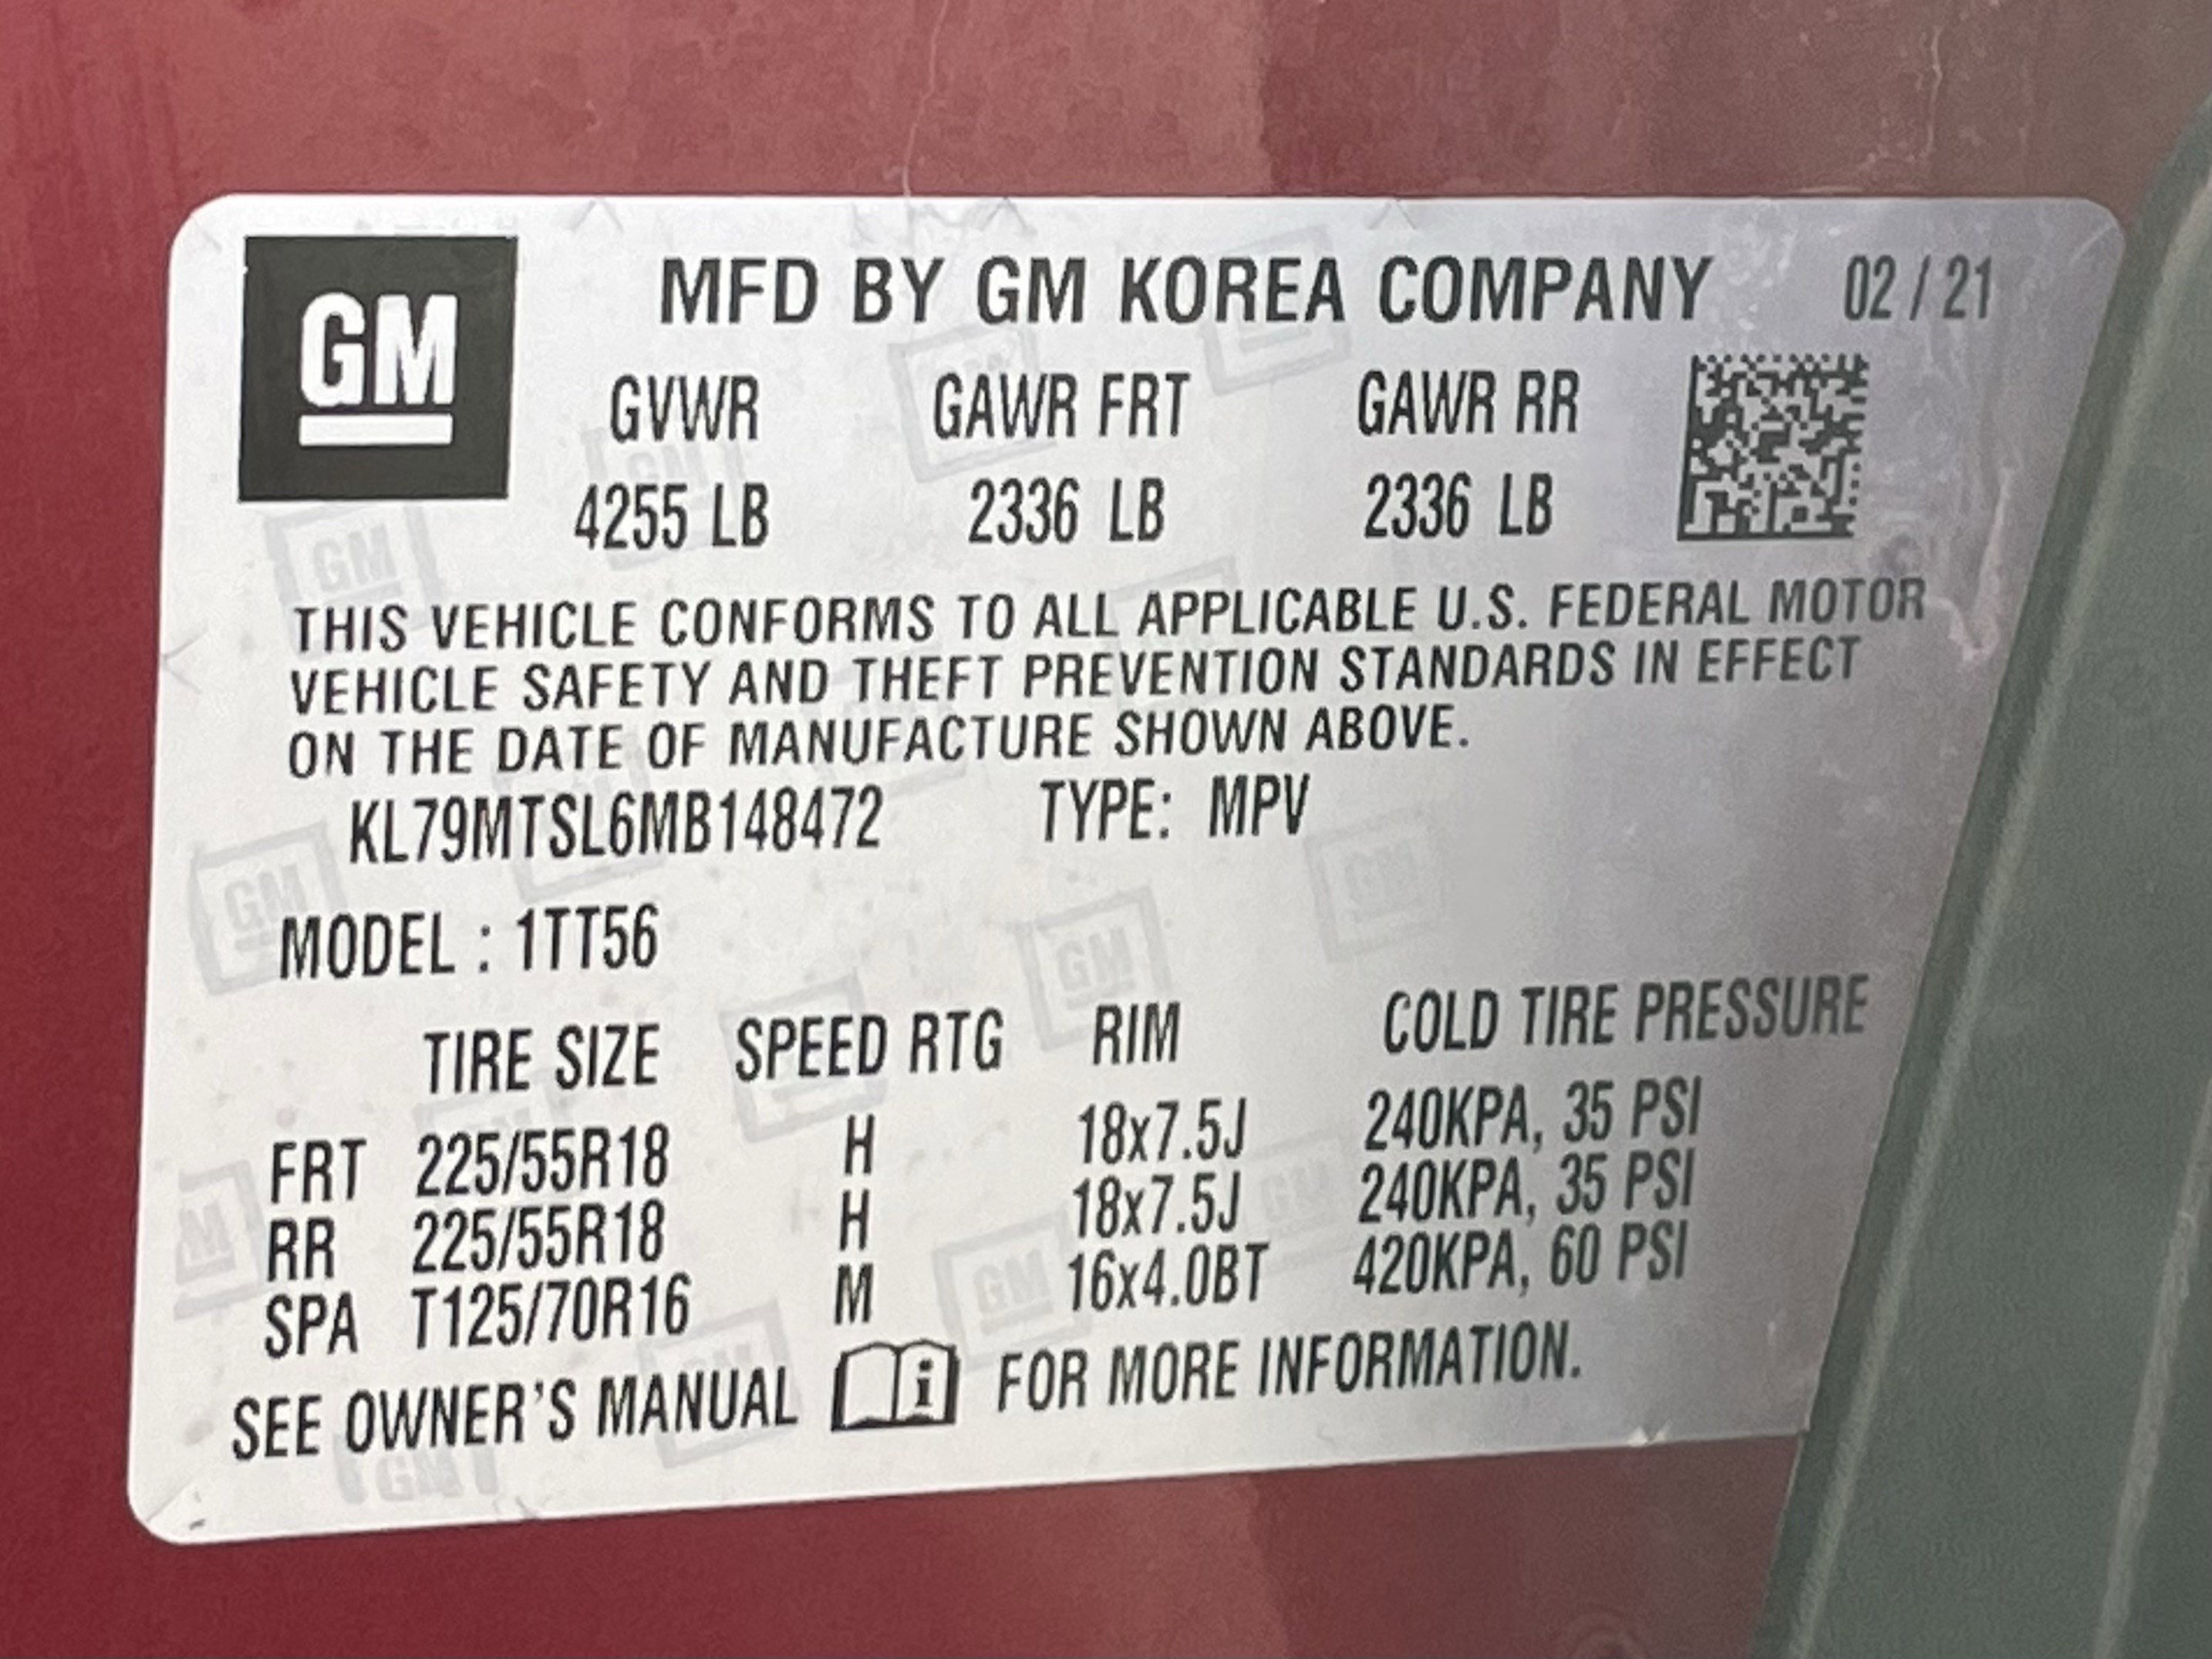 GM
MFD BY GM KOREA COMPANY 02 / 21
GVWR GAWR FRT GAWR RR
4255 LB 2336 LB 2336 LB
THIS VEHICLE CONFORMS TO ALL APPLICABLE U.S. FEDERAL MOTOR
VEHICLE SAFETY AND THEFT PREVENTION STANDARDS IN EFFECT
ON THE DATE OF MANUFACTURE SHOWN ABOVE.
KL79MTSL6MB148472 TYPE: MPV
MODEL : 1TT56
TIRE SIZE SPEED RTG RIM COLD TIRE PRESSURE
FRT 225/55R18 H 18x7.5J 240KPA, 35 PSI
RR 225/55R18 H 18x7.5J 240KPA, 35 PSI
SPA T125/70R16 M 16x4.0BT 420KPA, 60 PSI
SEE OWNER'S MANUAL i FOR MORE INFORMATION.